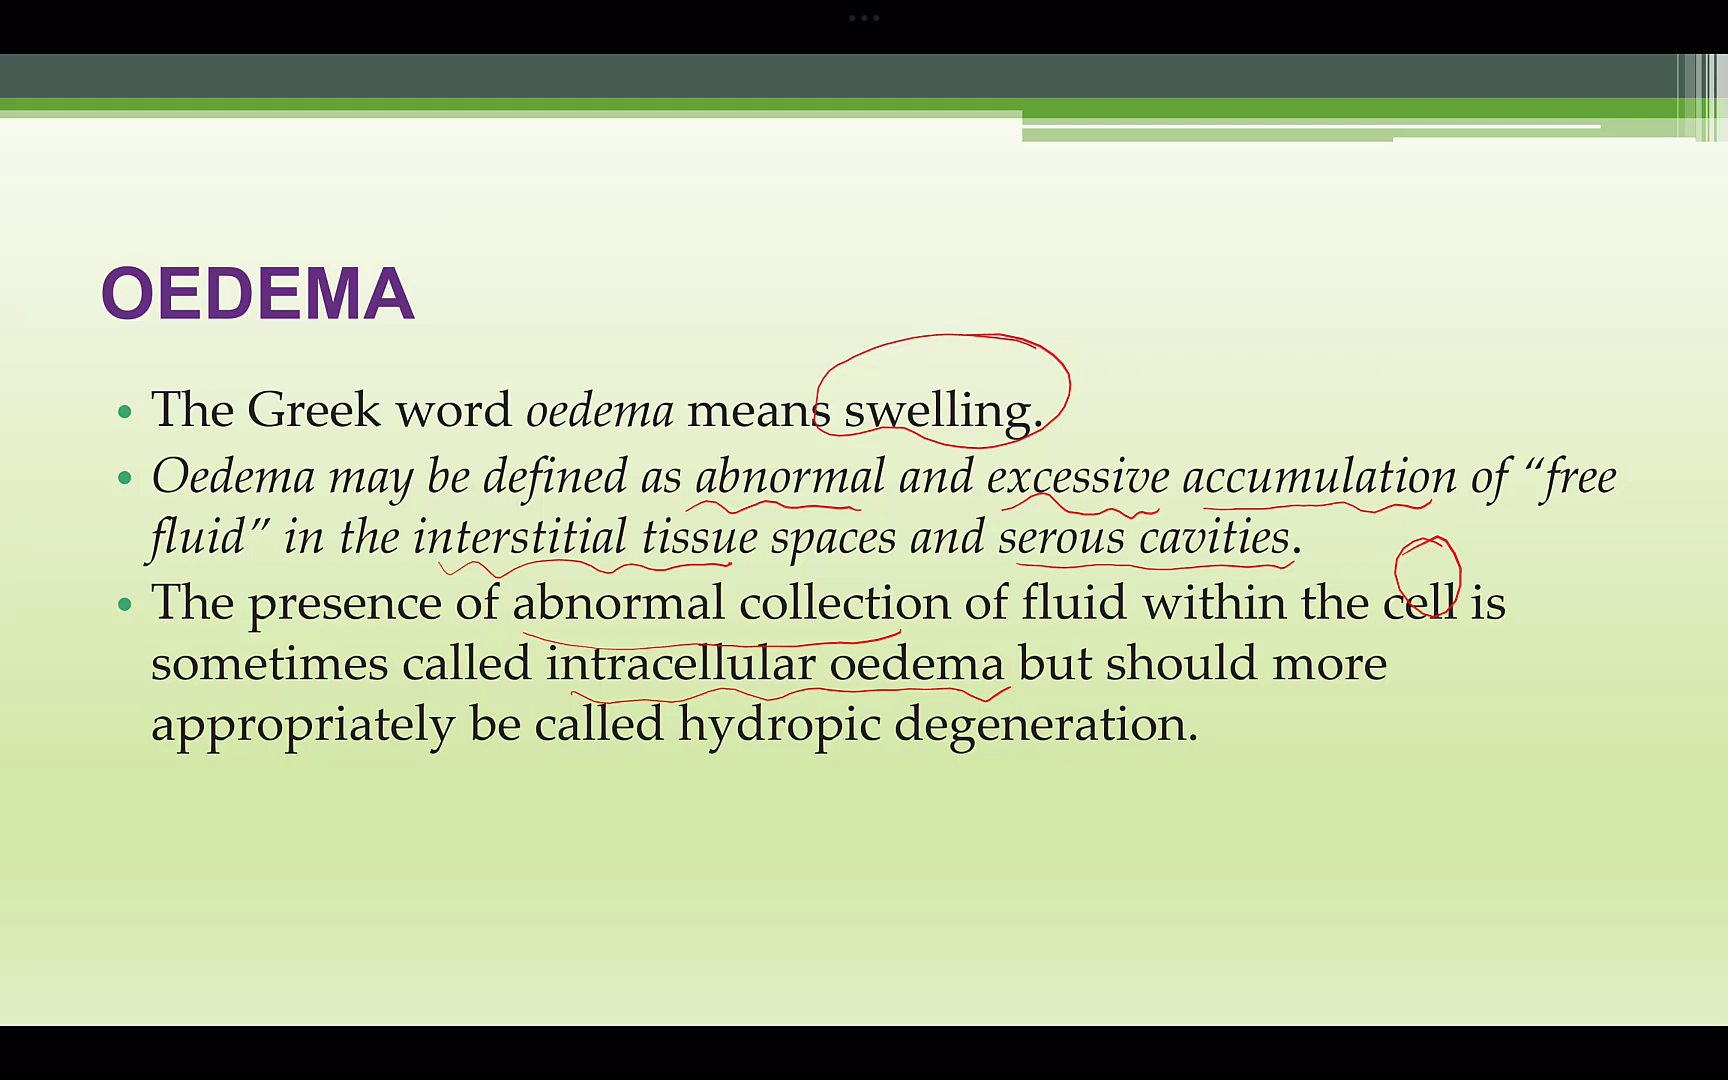 OEDEMA
• The Greek word oedema means swelling.
• Oedema may be defined as abnormal and excessive accumulation of “free
fluid” in the interstitial tissue spaces and serous cavities.
• The presence of abnormal collection of fluid within the cell is
sometimes called intracellular oedema but should more
appropriately be called hydropic degeneration.